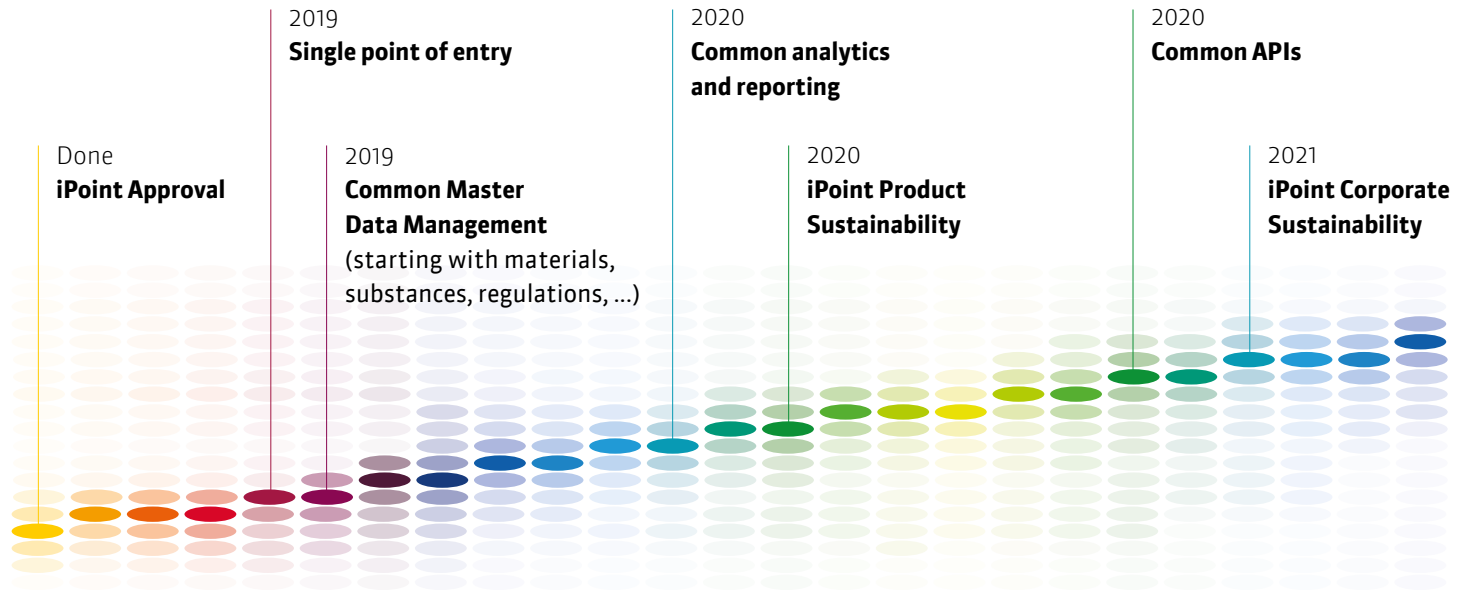 2019
Single point of entry
2020
Common analytics
and reporting
2020
Common APIs
Done
iPoint Approval
2019
Common Master
Data Management
(starting with materials,
substances, regulations, ...)
2020
iPoint Product
Sustainability
2021
iPoint Corporate
Sustainability